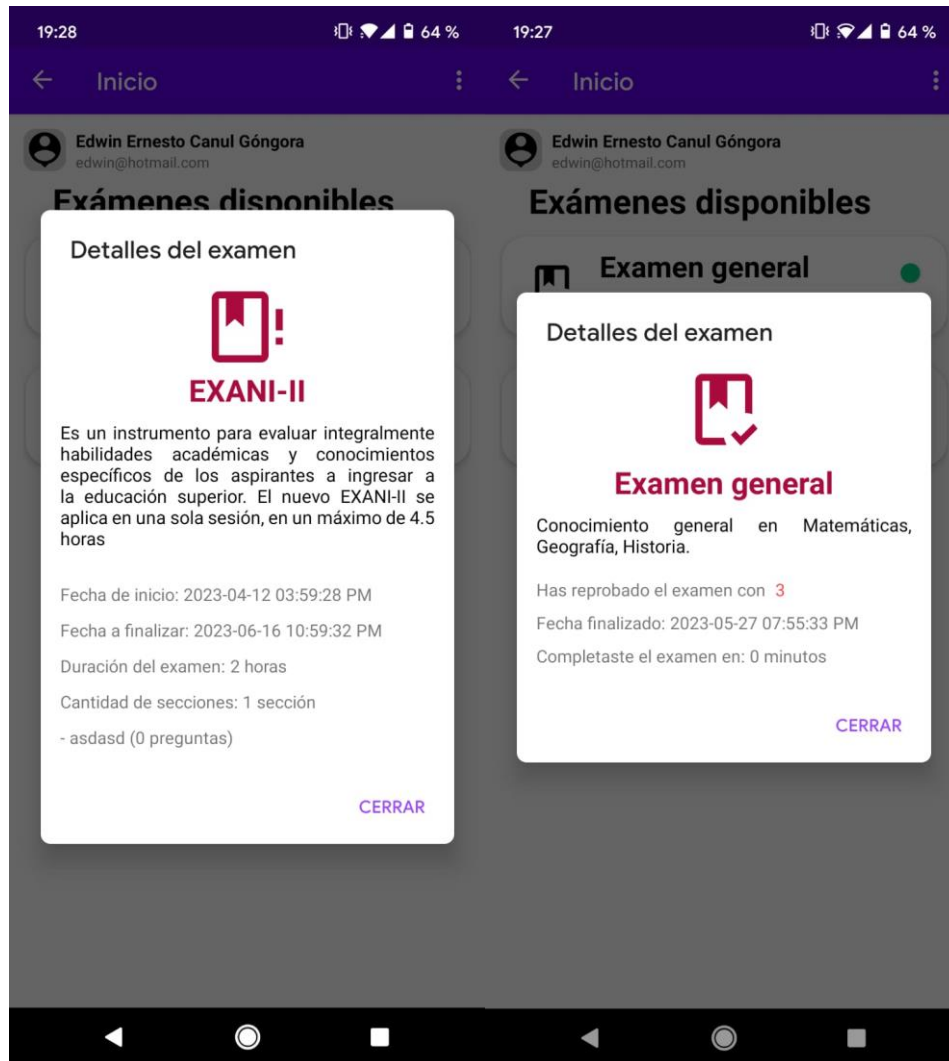 19:28
64 %
Inicio
Edwin Ernesto Canul Góngora
edwin@hotmail.com
Exámenes disponibles
Detalles del examen
EXANI-II
Es un instrumento para evaluar integralmente
habilidades académicas y conocimientos
específicos de los aspirantes a ingresar a
la educación superior. El nuevo EXANI-II se
aplica en una sola sesión, en un máximo de 4.5
horas
Fecha de inicio: 2023-04-12 03:59:28 PM
Fecha a finalizar: 2023-06-16 10:59:32 PM
Duración del examen: 2 horas
Cantidad de secciones: 1 sección
- asdasd (0 preguntas)
CERRAR
19:27
64 %
Inicio
Edwin Ernesto Canul Góngora
edwin@hotmail.com
Exámenes disponibles
Examen general
Detalles del examen
Examen general
Conocimiento general en Matemáticas,
Geografía, Historia.
Has reprobado el examen con 3
Fecha finalizado: 2023-05-27 07:55:33 PM
Completaste el examen en: 0 minutos
CERRAR